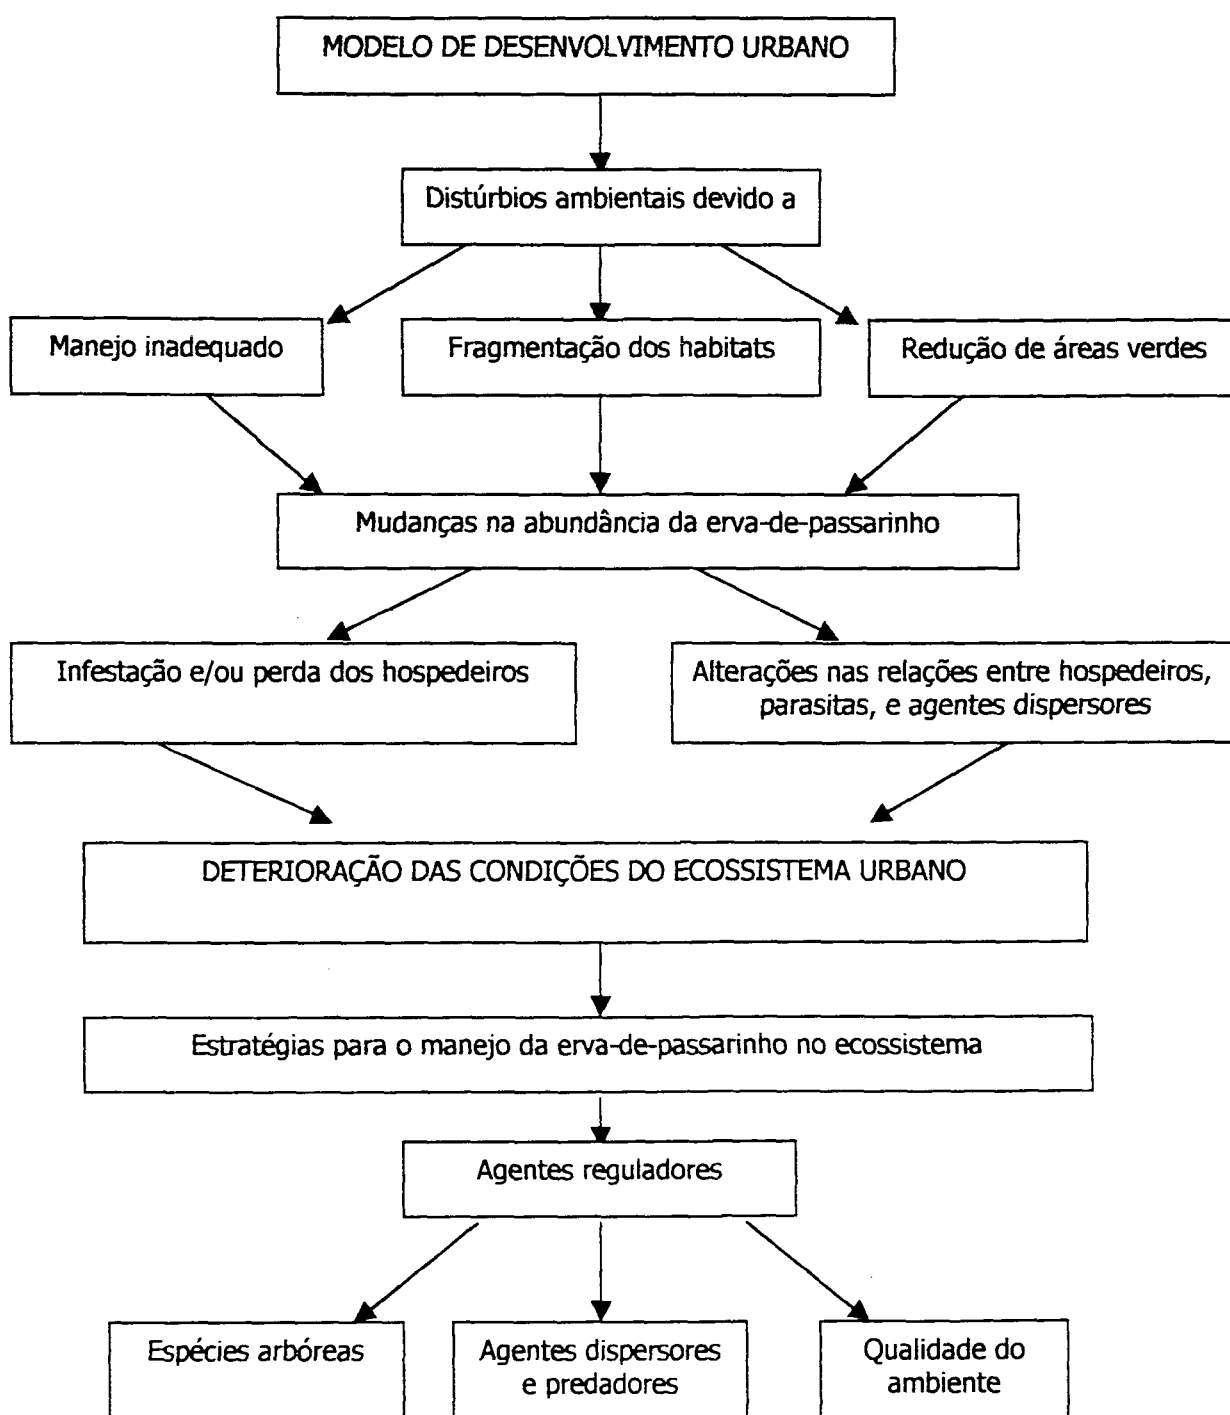 MODELO DE DESENVOLVIMENTO URBANO
Distúrbios ambientais devido a
Manejo inadequado
Fragmentação dos habitats
Redução de áreas verdes
Mudanças na abundância da erva-de-passarinho
Infestação e/ou perda dos hospedeiros,
Alterações nas relações entre hospedeiros,
parasitas, e agentes dispersores
DETERIORAÇÃO DAS CONDIÇÕES DO ECOSSISTEMA URBANO
Estratégias para o manejo da erva-de-passarinho no ecossistema
Agentes reguladores
Espécies arbóreas
Agentes dispersores
e predadores
Qualidade do
ambiente